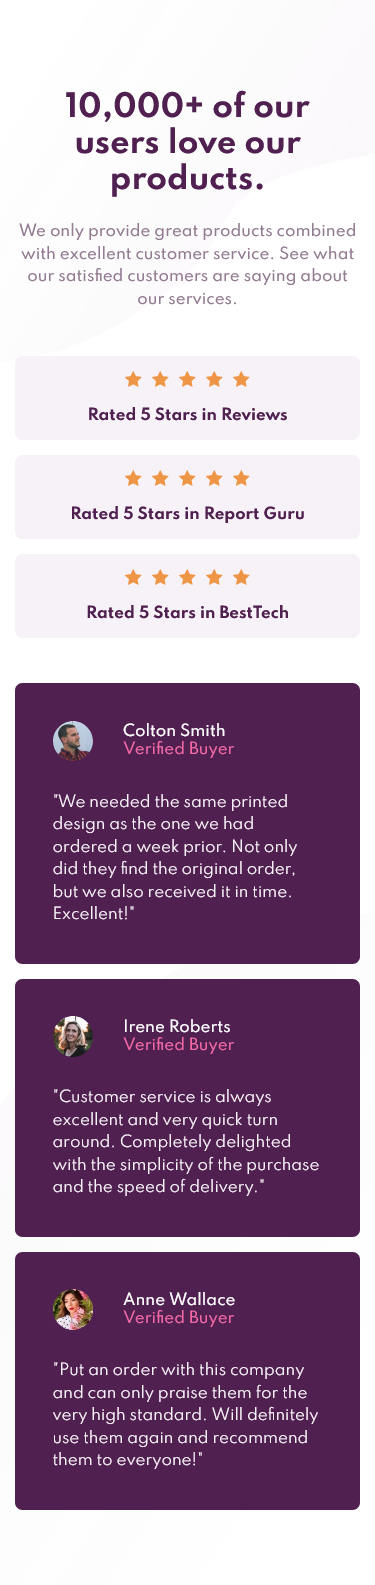 10,000+ of our
users love our
products.
We only provide great products combined
with excellent customer service. See what
our satisfied customers are saying about
our services.
Rated 5 Stars in Reviews
Rated 5 Stars in Report Guru
Rated 5 Stars in BestTech
Colton Smith
Verified Buyer
"We needed the same printed
design as the one we had
ordered a week prior. Not only
did they find the original order,
but we also received it in time.
Excellent!"
Irene Roberts
Verified Buyer
"Customer service is always
excellent and very quick turn
around. Completely delighted
with the simplicity of the purchase
and the speed of delivery."
Anne Wallace
Verified Buyer
"Put an order with this company
and can only praise them for the
very high standard. Will definitely
use them again and recommend
them to everyone!"